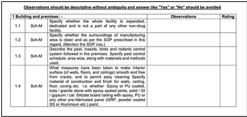 Observations should be descriptive without ambiguity and answer like "Yes" or "No" should be avoided
1 Building and premises: - Observations Rating
1.1 Sch-M Specify whether the whole facility is separate, dedicated and is not a part of any other non-drug facility.
1.2 Sch-M Specify whether the surroundings of manufacturing area is clean and as per the SOP prescribed in this regard. (Mention the SOP nos.)
1.3 Sch-M Describe the pest, insects, birds and rodents control system followed in the premises. Specify pest control schedule: area wise, along with materials and methods used.
1.4 Sch-M What measures have been taken to make Interior surface (of walls, floors, and ceilings) smooth and free from cracks, and to permit easy cleaning Specify material of construction and finish for walls, ceiling, floor, coving etc. i.e. whether Epoxy or PU coated, kota / granite stone with epoxy sealed joints, solid / GI / gypsum / cal. Silicate board ceiling with epoxy, PU or any other pre-fabricated panel (GRP, powder coated SS or Aluminium etc.) paint.